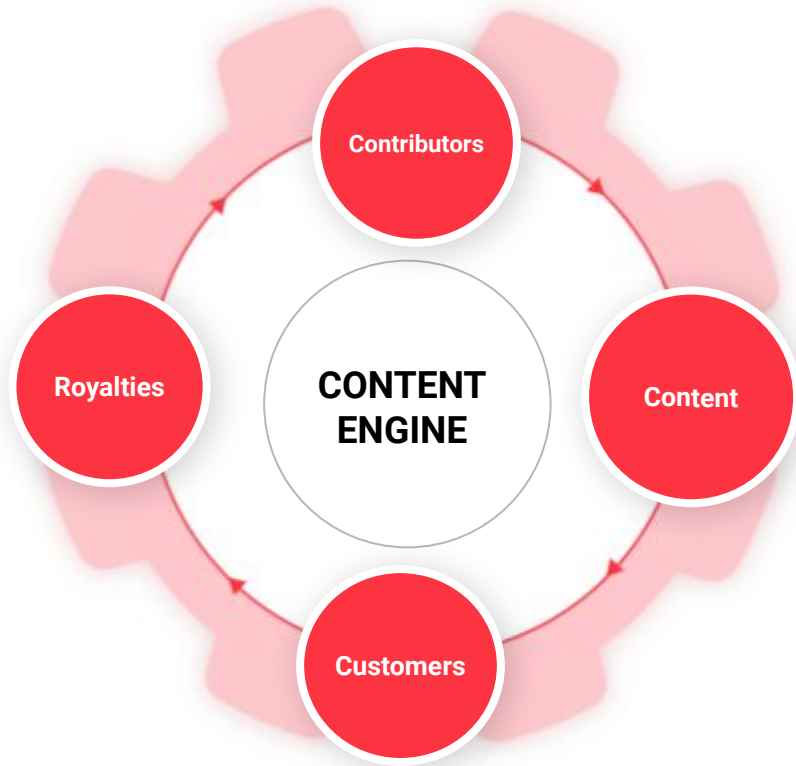 Contributors
Royalties
CONTENT
ENGINE
Content
Customers